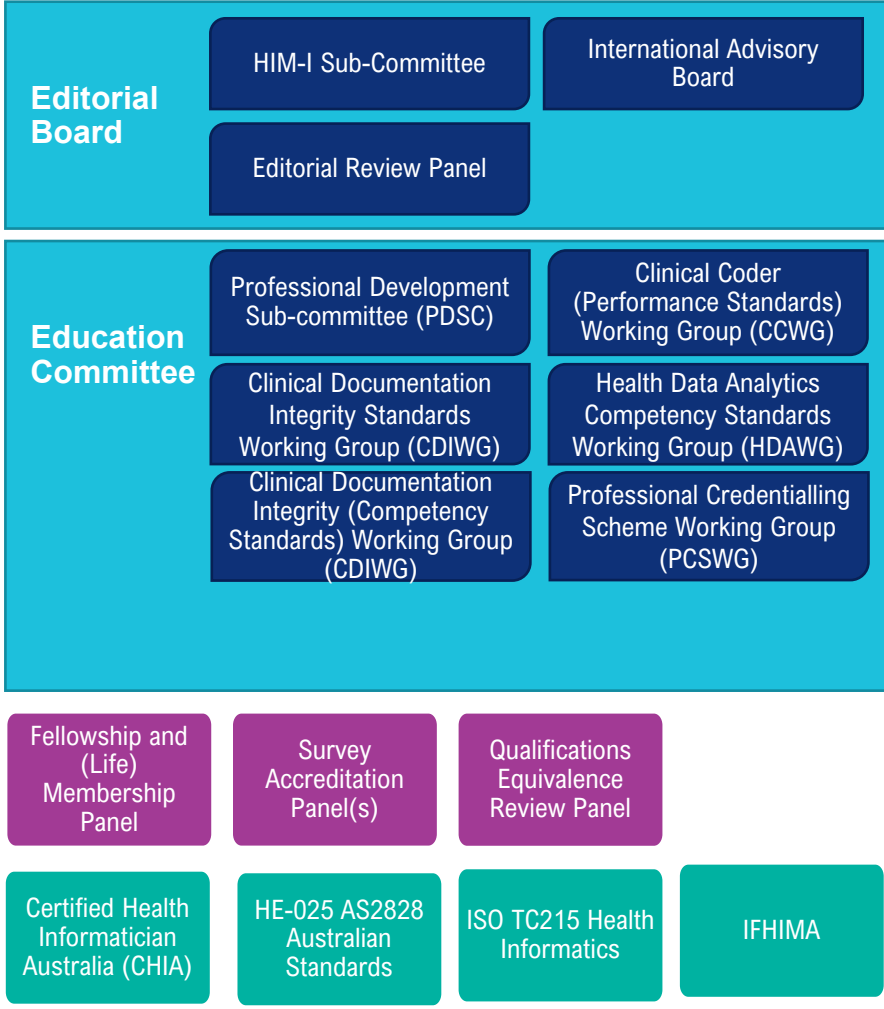 Editorial
Board
HIM-I Sub-Committee
International Advisory
Board
Editorial Review Panel
Education
Committee
Professional Development
Sub-committee (PDSC)
Clinical Coder
(Performance Standards)
Working Group (CCWG)
Clinical Documentation
Integrity Standards
Working Group (CDIWG)
Health Data Analytics
Competency Standards
Working Group (HDAWG)
Clinical Documentation
Integrity (Competency
Standards) Working Group
(CDIWG)
Professional Credentialling
Scheme Working Group
(PCSWG)
Fellowship and
(Life)
Membership
Panel
Survey
Accreditation
Panel(s)
Qualifications
Equivalence
Review Panel
Certified Health
Informatician
Australia (CHIA)
HE-025 AS2828
Australian
Standards
ISO TC215 Health
Informatics
IFHIMA